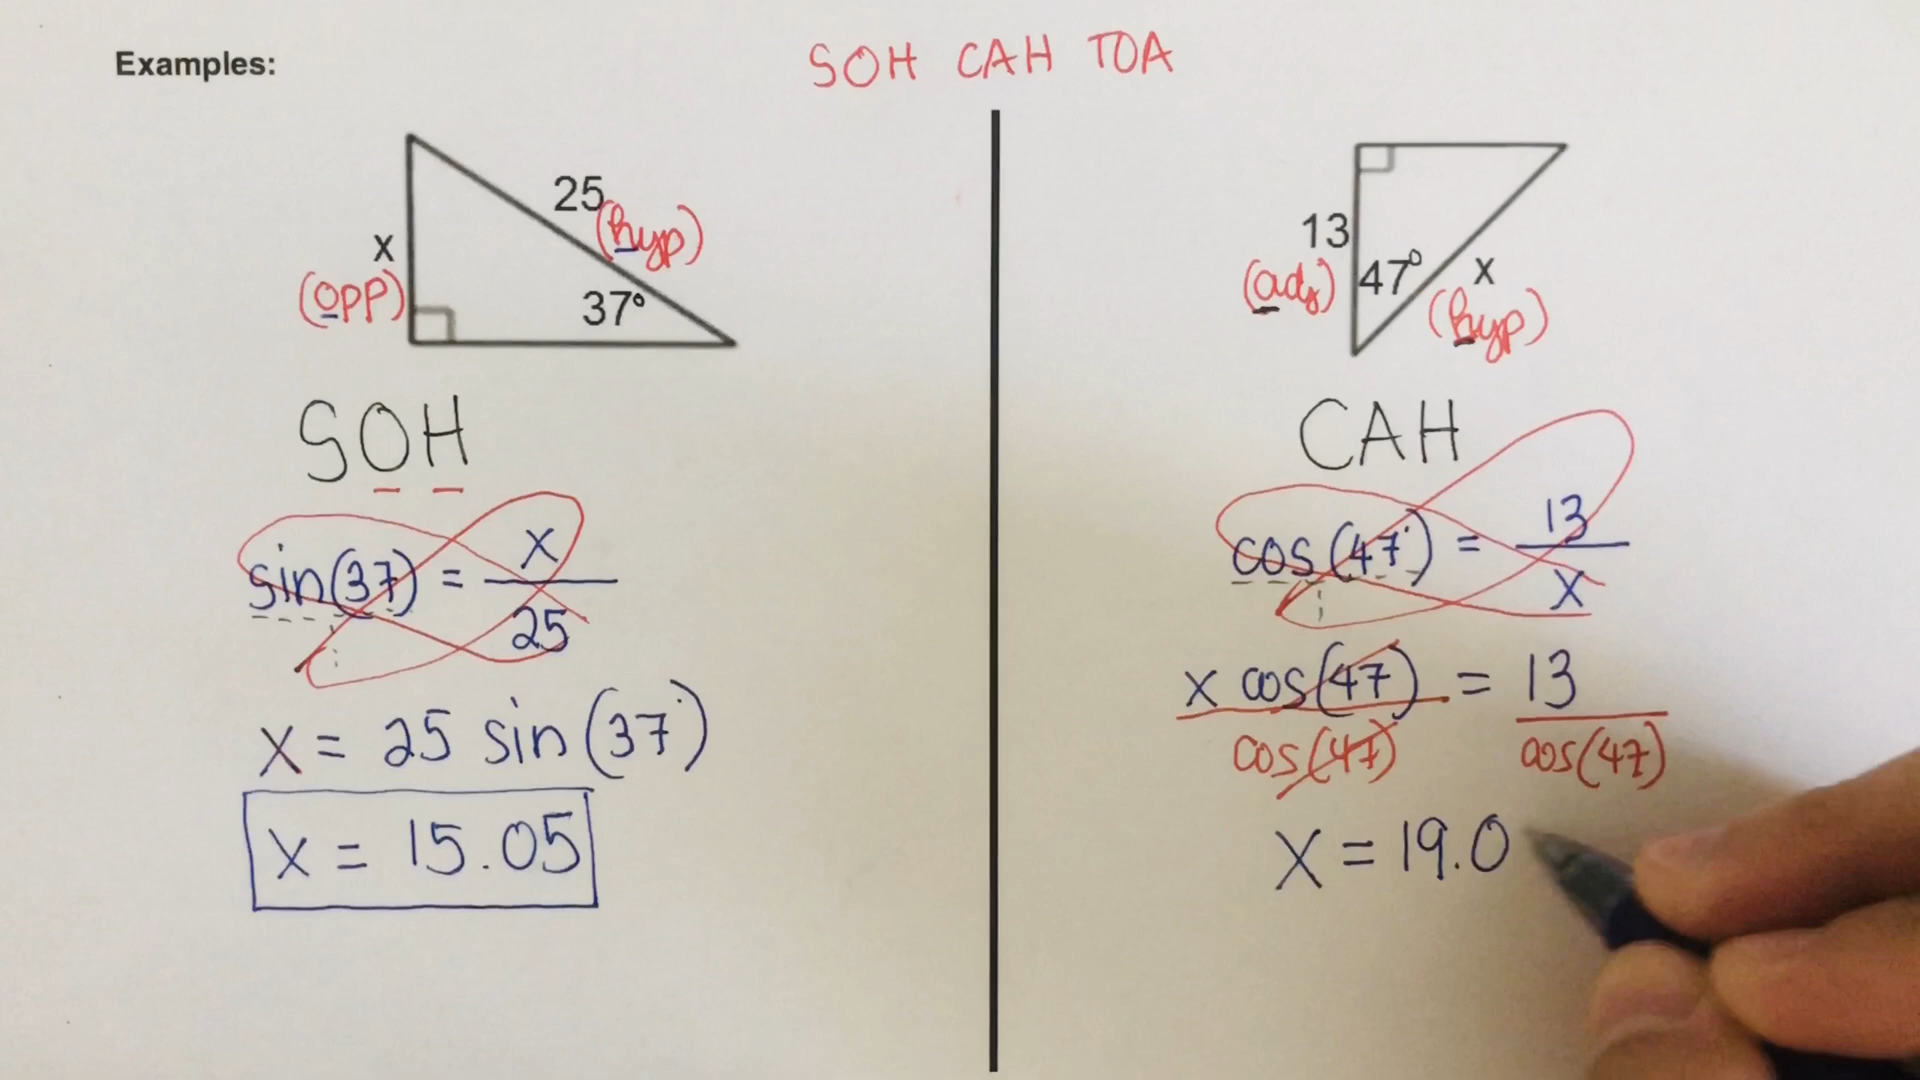 Examples:
SOH CAH TOA
25
(hyp)
x
(opp)
37°
SOH
sin(37) = x
25
x = 25 sin(37)
x = 15.05
13
(adj)
47°
x
(hyp)
CAH
cos(47) = 13
x
x cos(47) = 13
cos(47) cos(47)
x = 19.0